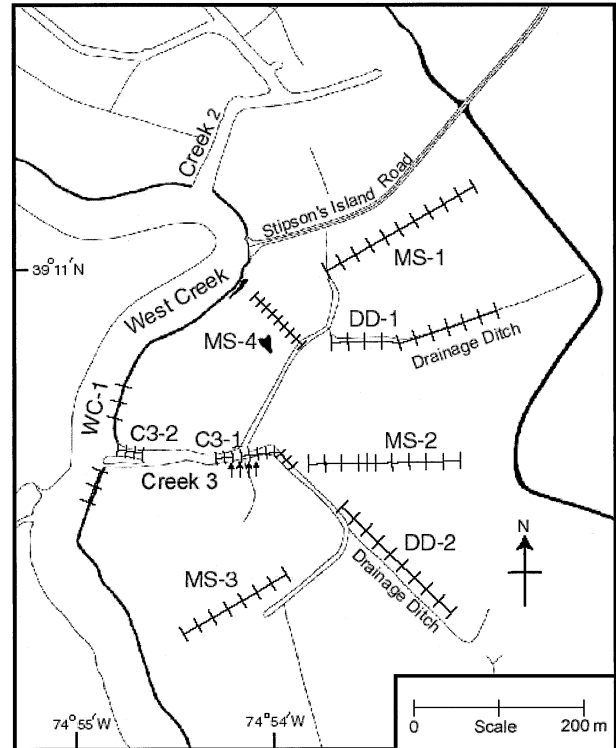 Creek 2
Stipson's Island Road
39°11'N
MS-1
West Creek
DD-1
MS-4
Drainage Ditch
WC-1
C3-2
C3-1
MS-2
Creek 3
N
DD-2
MS-3
Drainage Ditch
74°55'W
74°54'W
0 Scale 200 m